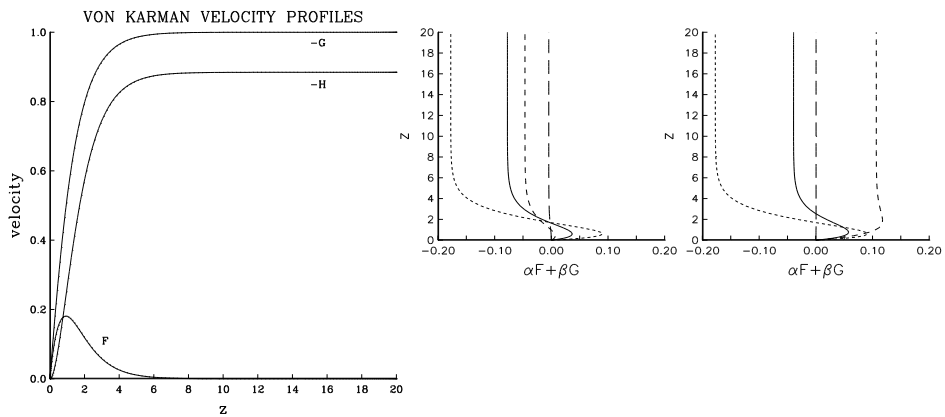 VON KARMAN VELOCITY PROFILES
1.0
0.8
0.6
0.4
0.2
0.0
velocity
-G
-H
F
0 2 4 6 8 10 12 14 16 18 20
Z
20
18
16
14
12
10
8
6
4
2
0
Z
-0.20 -0.10 0.00 0.10 0.20
αF+βG
20
18
16
14
12
10
8
6
4
2
0
Z
-0.20 -0.10 0.00 0.10 0.20
αF+βG